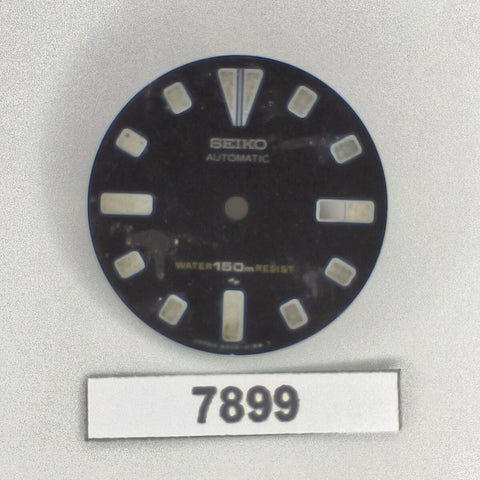 SEIKO
AUTOMATIC
WATER 150m RESIST
7899